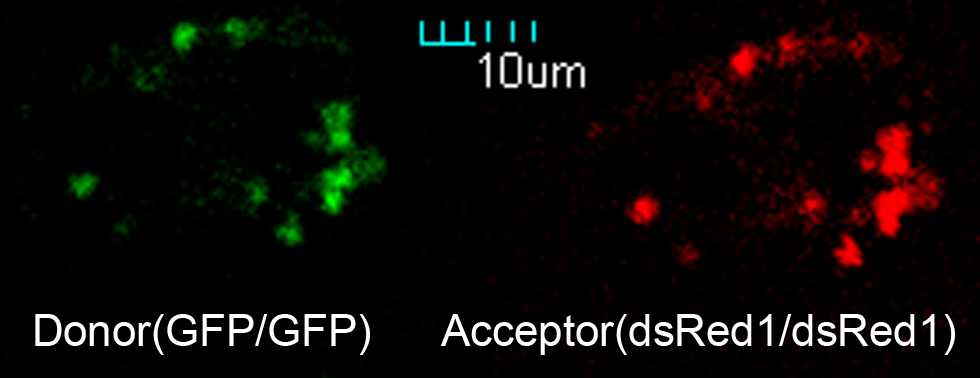 10um
Donor(GFP/GFP)
Acceptor(dsRed1/dsRed1)